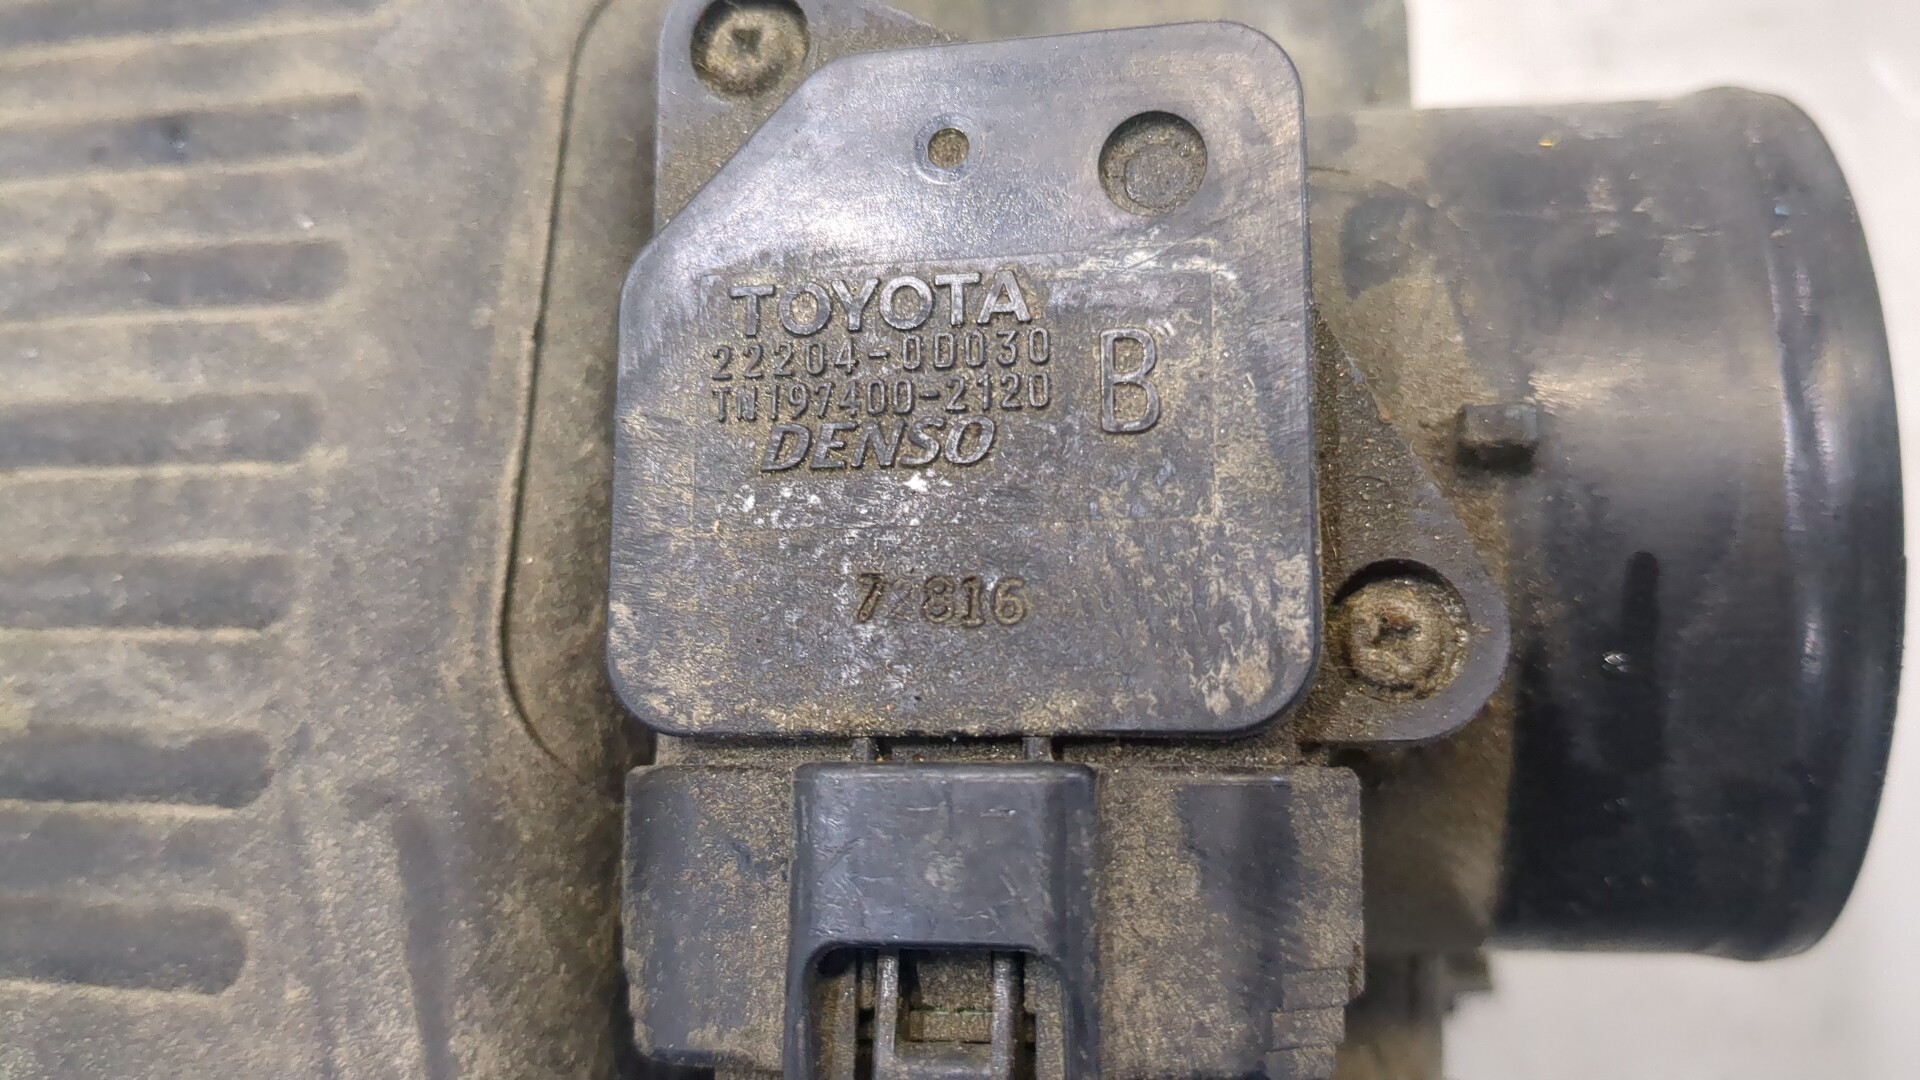 TOYOTA
22204-0D030
TN197400-2120
B
DENSO
72816